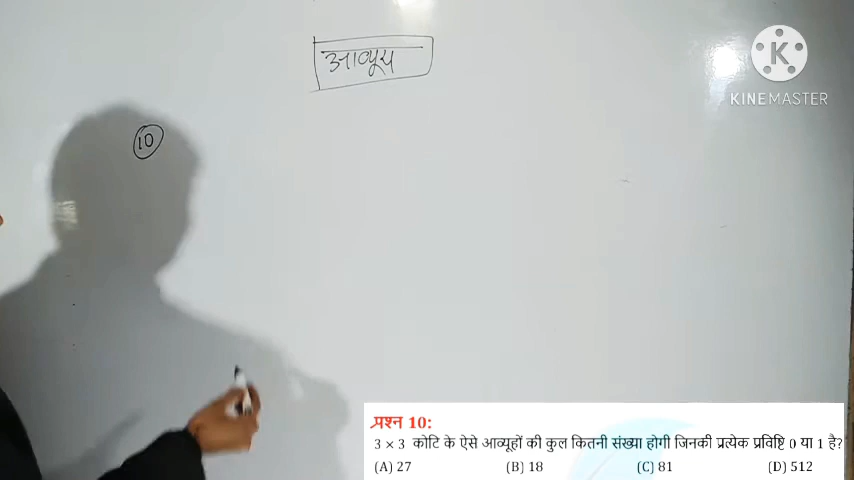 आव्यूह
10
K
KINEMASTER
प्रश्न 10:
3 × 3 कोटि के ऐसे आव्यूहों की कुल कितनी संख्या होगी जिनकी प्रत्येक प्रविष्टि 0 या 1 है?
(A) 27 (B) 18 (C) 81 (D) 512